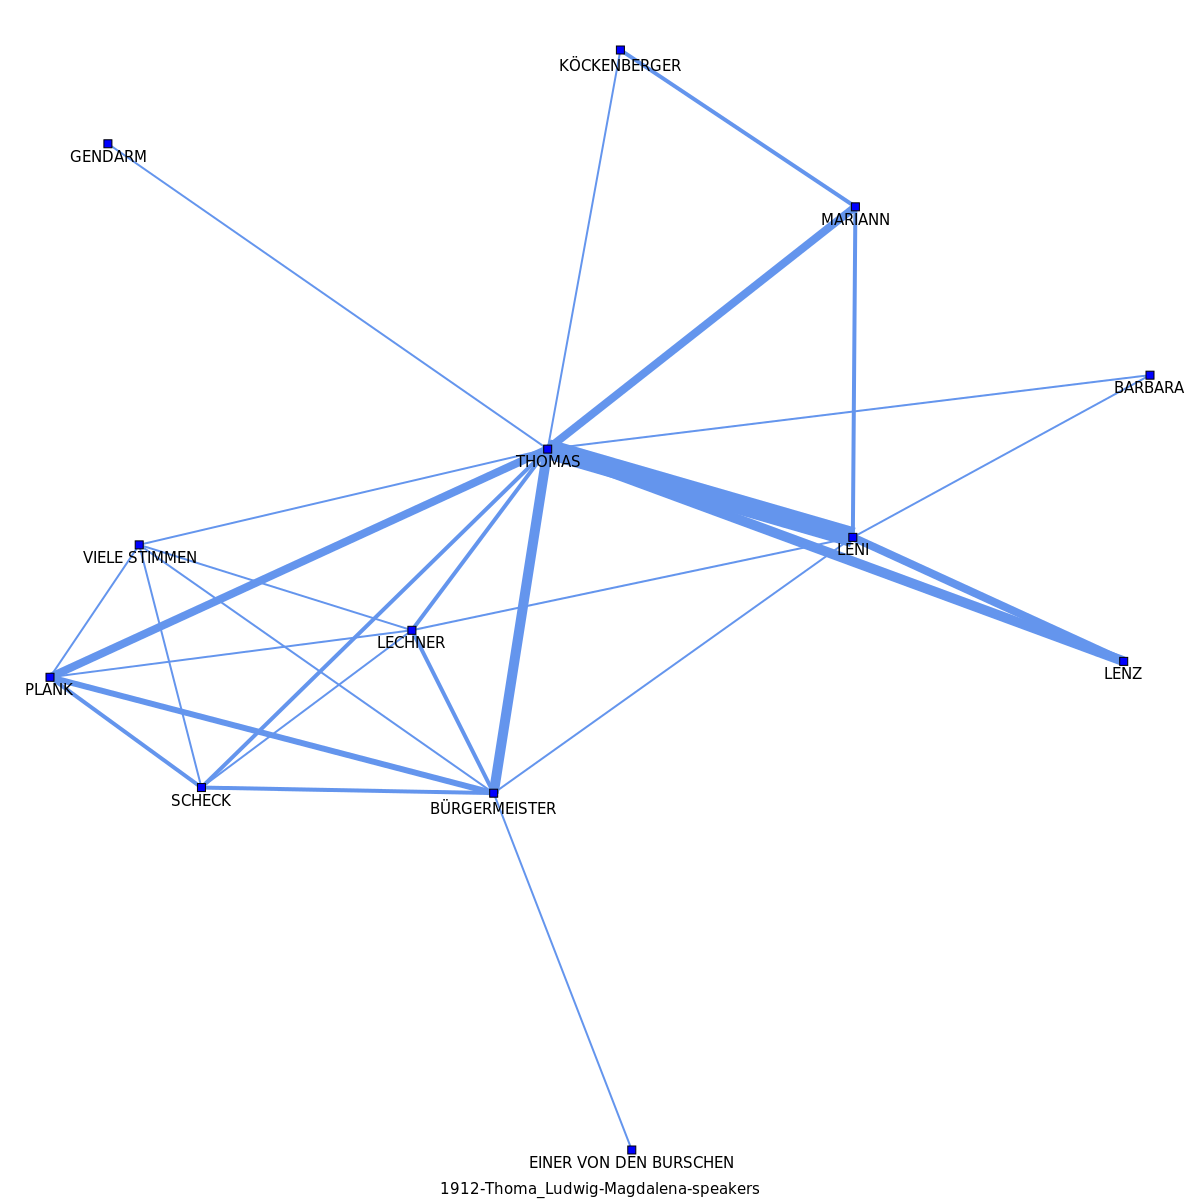 KÖCKENBERGER
GENDARM
MARIANN
BARBARA
THOMAS
LENI
VIELE STIMMEN
LECHNER
LENZ
PLANK
SCHECK
BÜRGERMEISTER
EINER VON DEN BURSCHEN
1912-Thoma_Ludwig-Magdalena-speakers